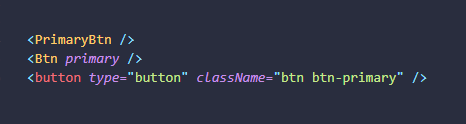 <PrimaryBtn />
<Btn primary />
<button type="button" className="btn btn-primary" />